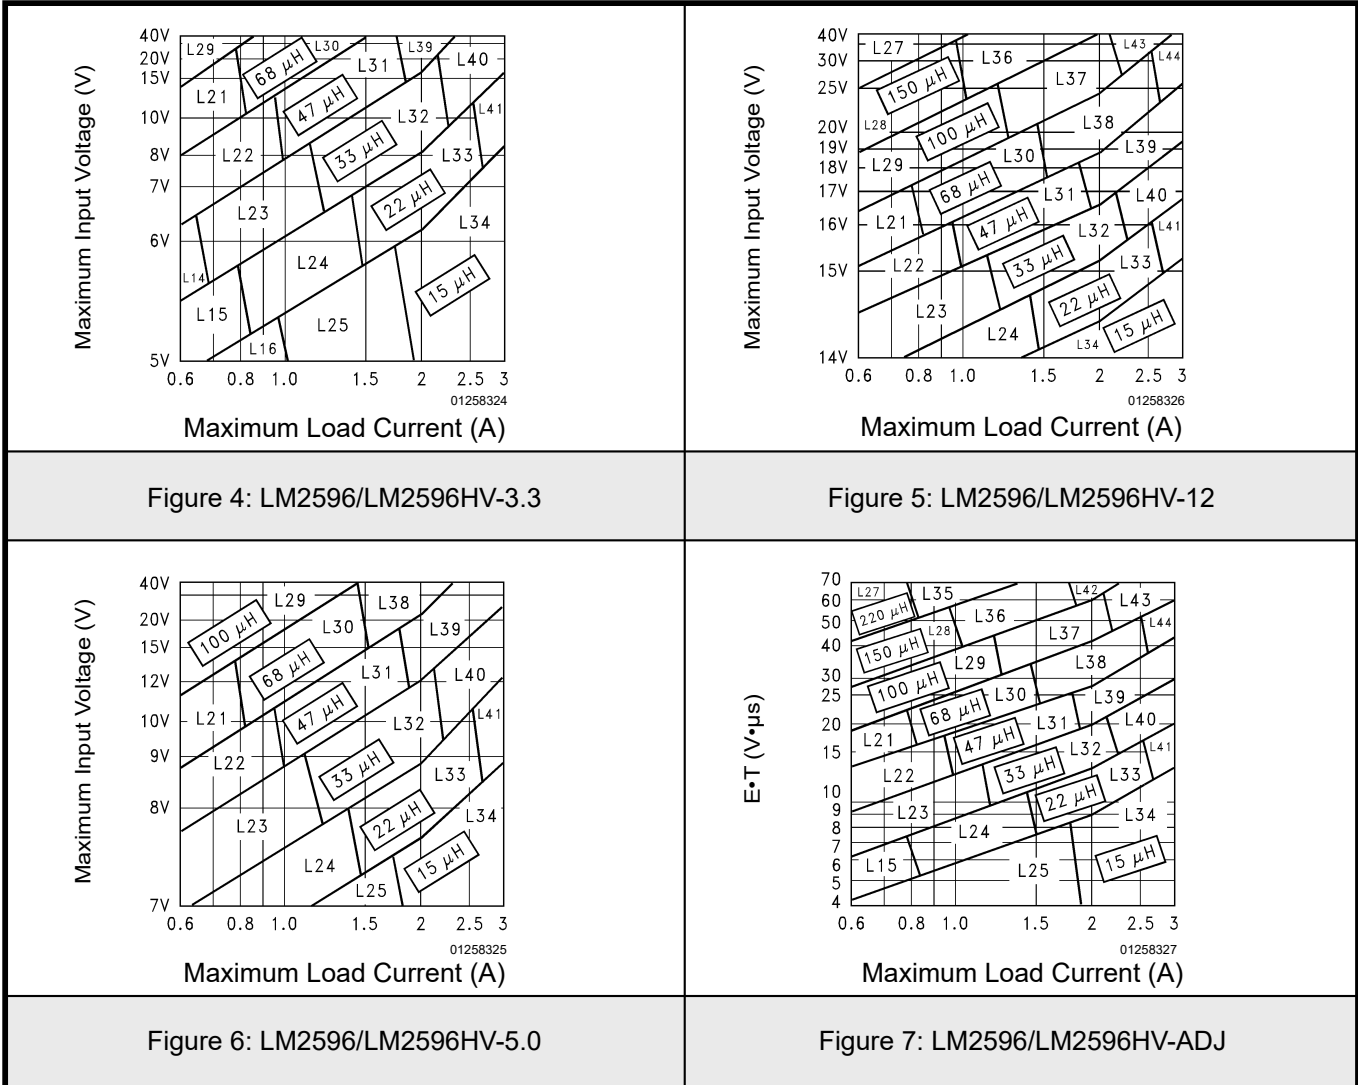 40V
20V
15V
10V
8V
7V
6V
5V
Maximum Input Voltage (V)
L29
68 μH
L30
L39
L40
L31
L21
47 μH
L32
L41
L22
33 μH
L33
22 μH
L23
L34
L14
L24
15 μH
L15
L25
L16
0.6 0.8 1.0 1.5 2 2.5 3
01258324
Maximum Load Current (A)
40V
30V
25V
20V
19V
18V
17V
16V
15V
14V
Maximum Input Voltage (V)
L27
L36
L43
L44
150 μH
L37
L28
100 μH
L38
L29
L30
L39
68 μH
L31
L40
L21
47 μH
L32
L41
L22
33 μH
L33
22 μH
L23
L24
15 μH
L34
0.6 0.8 1.0 1.5 2 2.5 3
01258326
Maximum Load Current (A)
Figure 4: LM2596/LM2596HV-3.3
Figure 5: LM2596/LM2596HV-12
40V
20V
15V
12V
10V
9V
8V
7V
Maximum Input Voltage (V)
L29
L38
100 μH
L30
L39
68 μH
L31
L40
L21
47 μH
L32
L41
L22
33 μH
L33
L23
22 μH
L34
L24
15 μH
L25
0.6 0.8 1.0 1.5 2 2.5 3
01258325
Maximum Load Current (A)
70
60
50
40
30
25
20
15
10
9
8
7
6
5
4
E•T (V•μs)
L27
L35
L42
L43
220 μH
L36
L44
L28
L37
150 μH
L29
L38
100 μH
L30
L39
68 μH
L31
L40
L21
47 μH
L32
L41
L22
33 μH
L33
22 μH
L23
L34
L24
15 μH
L15
L25
0.6 0.8 1.0 1.5 2 2.5 3
01258327
Maximum Load Current (A)
Figure 6: LM2596/LM2596HV-5.0
Figure 7: LM2596/LM2596HV-ADJ